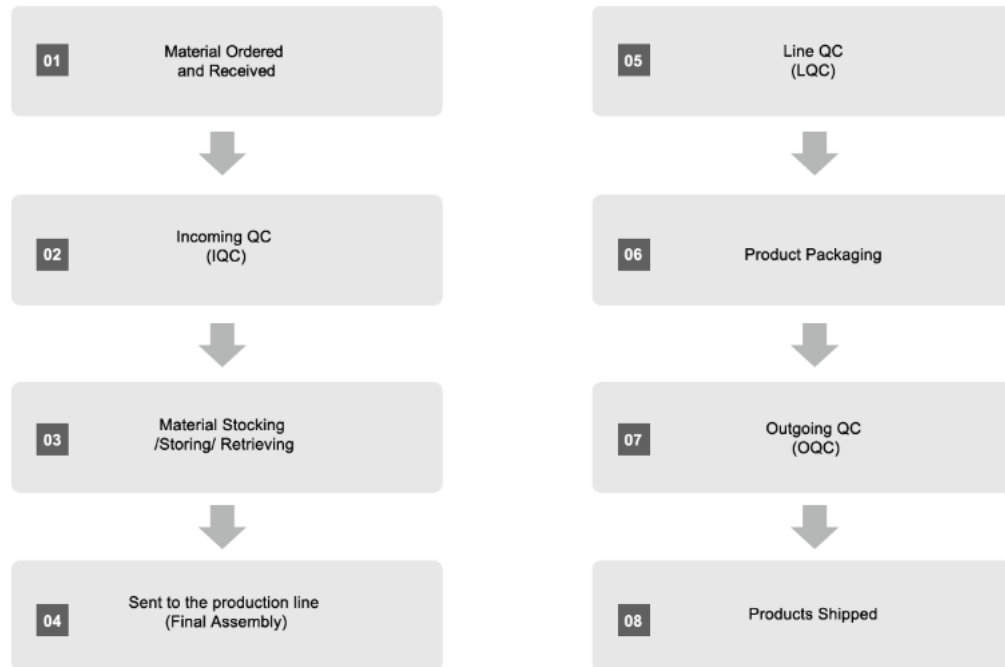 01
Material Ordered
and Received
02
Incoming QC
(IQC)
03
Material Stocking
/Storing/ Retrieving
04
Sent to the production line
(Final Assembly)
05
Line QC
(LQC)
06
Product Packaging
07
Outgoing QC
(OQC)
08
Products Shipped